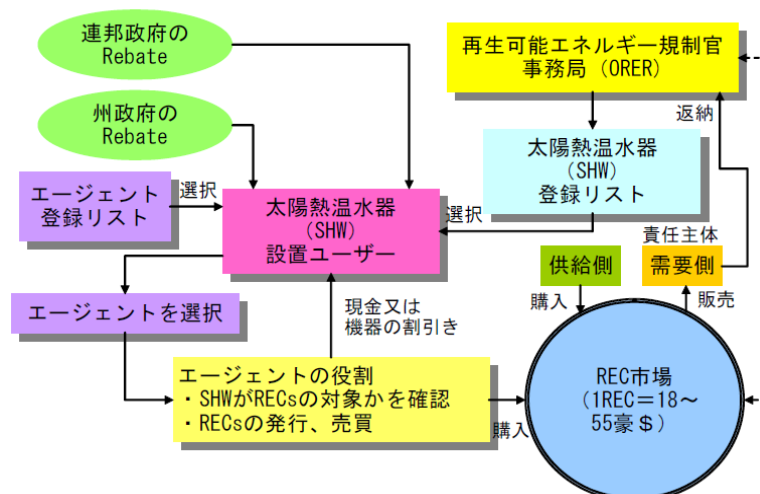 連邦政府の
Rebate
州政府の
Rebate
再生可能エネルギー規制官
事務局（ORER）
返納
太陽熱温水器
(SHW)
登録リスト
エージェント
登録リスト
選択
太陽熱温水器
(SHW)
設置ユーザー
選択
責任主体
供給側
需要側
購入
販売
エージェントを選択
現金又は
機器の割引き
エージェントの役割
・SHWがRECsの対象かを確認
・RECsの発行、売買
購入
REC市場
（1REC＝18～
55豪＄）